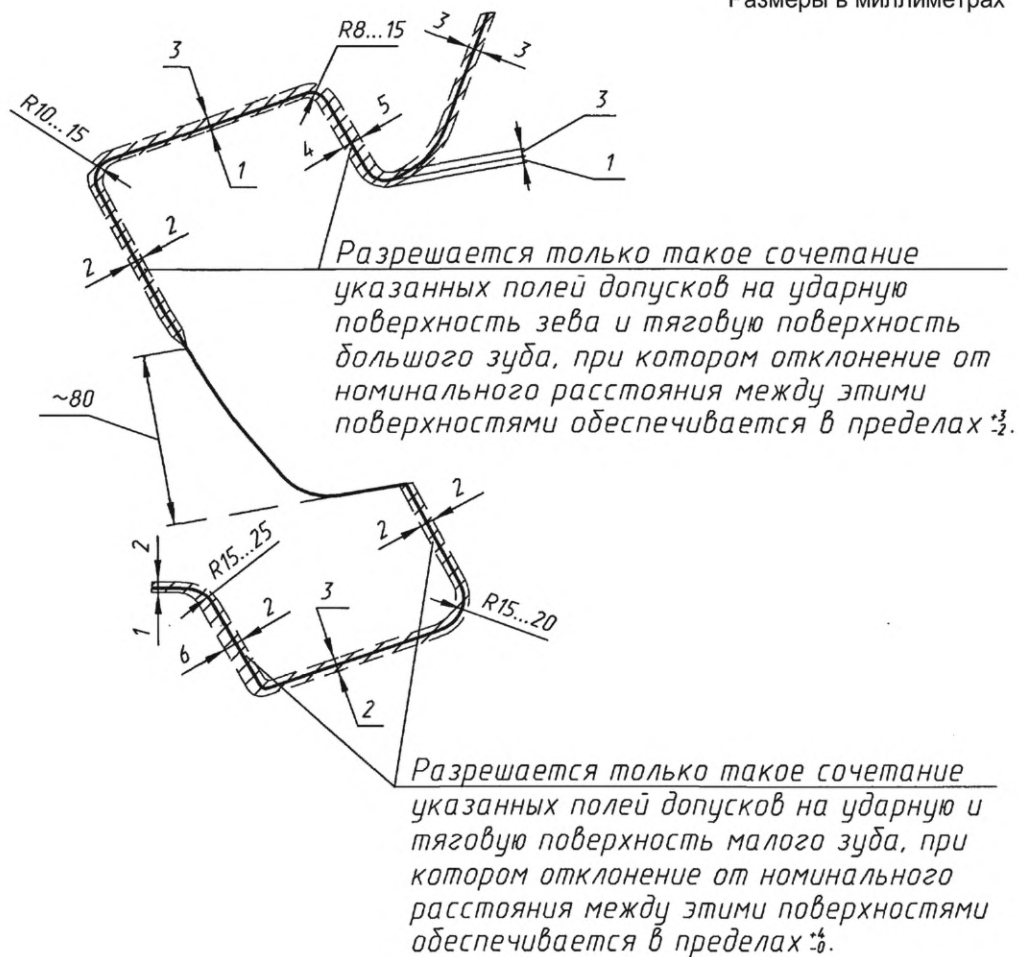 Размеры в миллиметрах
R8...15
3
3
3
R10...15
5
4
3
1
1
2
2
Разрешается только такое сочетание
указанных полей допусков на ударную
поверхность зева и тяговую поверхность
большого зуба, при котором отклонение от
номинального расстояния между этими
поверхностями обеспечивается в пределах +3 -2.
~80
2
2
2
R15...25
1
3
2
6
R15...20
2
Разрешается только такое сочетание
указанных полей допусков на ударную и
тяговую поверхность малого зуба, при
котором отклонение от номинального
расстояния между этими поверхностями
обеспечивается в пределах +4 -0.